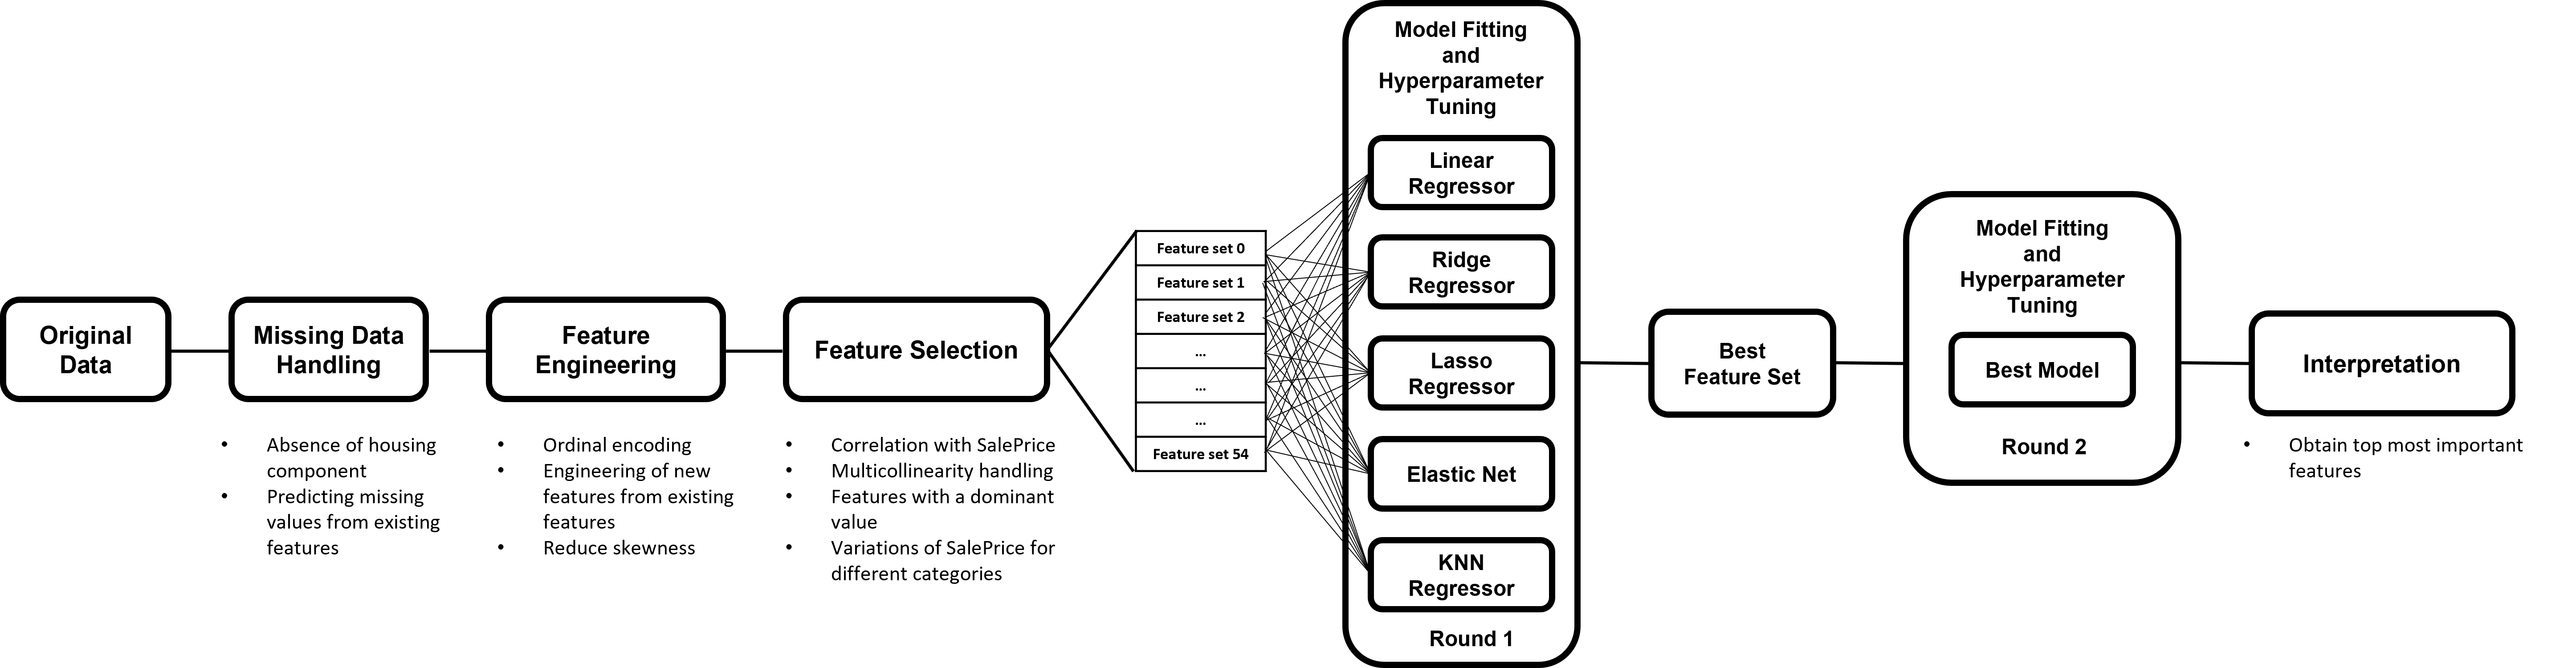 Original
Data
Missing Data
Handling
• Absence of housing
component
• Predicting missing
values from existing
features
Feature
Engineering
• Ordinal encoding
• Engineering of new
features from existing
features
• Reduce skewness
Feature Selection
• Correlation with SalePrice
• Multicollinearity handling
• Features with a dominant
value
• Variations of SalePrice for
different categories
Feature set 0
Feature set 1
Feature set 2
...
...
...
Feature set 54
Model Fitting
and
Hyperparameter
Tuning
Linear
Regressor
Ridge
Regressor
Lasso
Regressor
Elastic Net
KNN
Regressor
Round 1
Best
Feature Set
Model Fitting
and
Hyperparameter
Tuning
Best Model
Round 2
Interpretation
• Obtain top most important
features